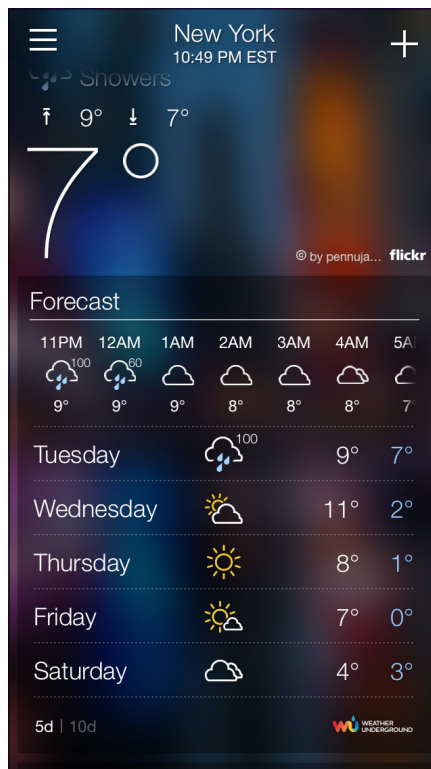 New York
10:49 PM EST
Showers
9° 7°
7°
© by pennuja... flickr
Forecast
11PM 12AM 1AM 2AM 3AM 4AM 5A
100 60
9° 9° 9° 8° 8° 8° 7°
Tuesday 100 9° 7°
Wednesday 11° 2°
Thursday 8° 1°
Friday 7° 0°
Saturday 4° 3°
5d | 10d WEATHER
UNDERGROUND